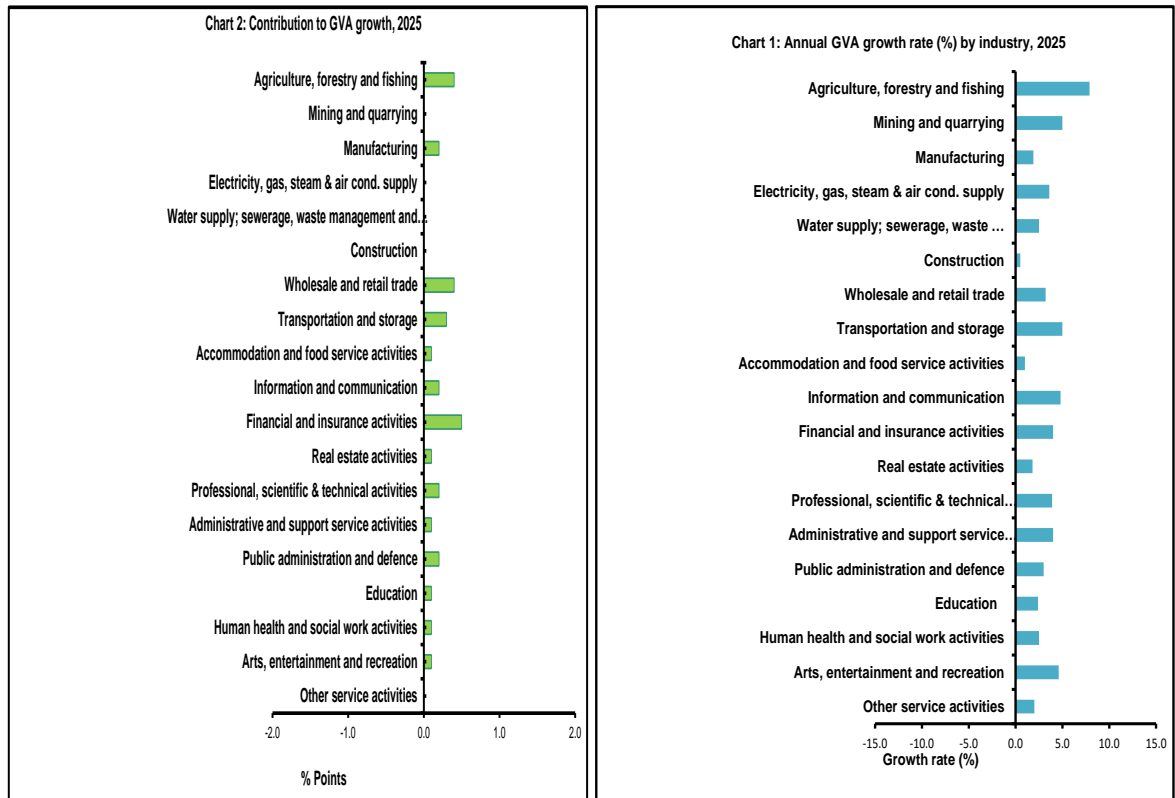 Chart 2: Contribution to GVA growth, 2025
Agriculture, forestry and fishing
Mining and quarrying
Manufacturing
Electricity, gas, steam & air cond. supply
Water supply; sewerage, waste management and…
Construction
Wholesale and retail trade
Transportation and storage
Accommodation and food service activities
Information and communication
Financial and insurance activities
Real estate activities
Professional, scientific & technical activities
Administrative and support service activities
Public administration and defence
Education
Human health and social work activities
Arts, entertainment and recreation
Other service activities
-2.0 -1.0 0.0 1.0 2.0
% Points
Chart 1: Annual GVA growth rate (%) by industry, 2025
Agriculture, forestry and fishing
Mining and quarrying
Manufacturing
Electricity, gas, steam & air cond. supply
Water supply; sewerage, waste …
Construction
Wholesale and retail trade
Transportation and storage
Accommodation and food service activities
Information and communication
Financial and insurance activities
Real estate activities
Professional, scientific & technical…
Administrative and support service…
Public administration and defence
Education
Human health and social work activities
Arts, entertainment and recreation
Other service activities
-15.0 -10.0 -5.0 0.0 5.0 10.0 15.0
Growth rate (%)